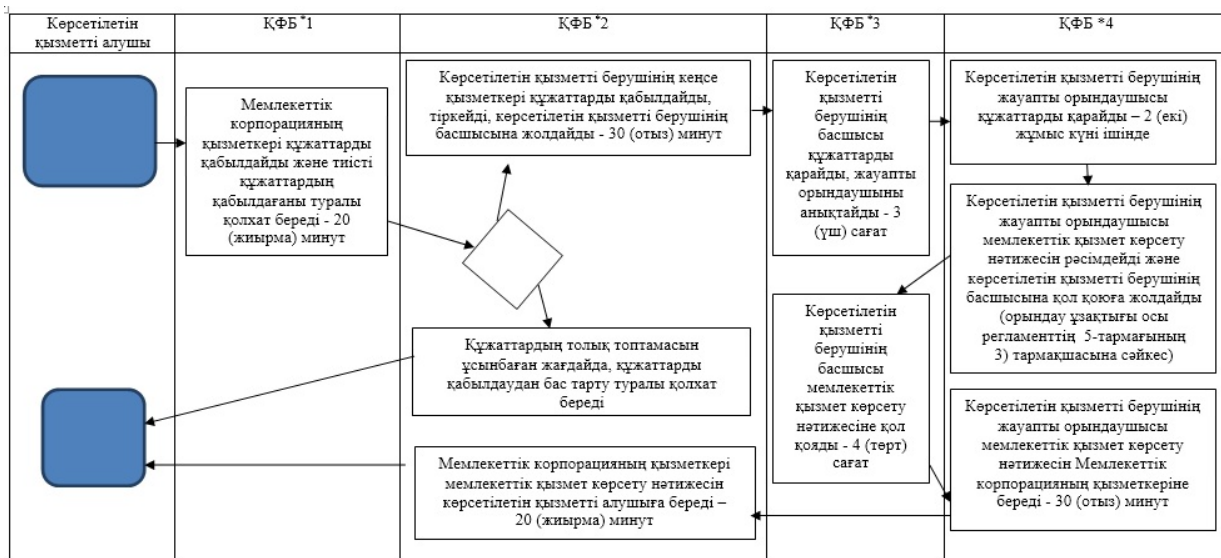 Көрсетілетін
қызметті алушы
ҚФБ *1
ҚФБ *2
ҚФБ *3
ҚФБ *4
Мемлекеттік
корпорацияның
қызметкері құжаттарды
қабылдайды және тиісті
құжаттардың
қабылдағаны туралы
қолхат береді - 20
(жиырма) минут
Көрсетілетін қызметті берушінің кеңсе
қызметкері құжаттарды қабылдайды,
тіркейді, көрсетілетін қызметті берушінің
басшысына жолдайды - 30 (отыз) минут
Құжаттардың толық топтамасын
ұсынбаған жағдайда, құжаттарды
қабылдаудан бас тарту туралы қолхат
береді
Мемлекеттік корпорацияның қызметкері
мемлекеттік қызмет көрсету нәтижесін
көрсетілетін қызметті алушыға береді –
20 (жиырма) минут
Көрсетілетін
қызметті
берушінің
басшысы
құжаттарды
қарайды, жауапты
орындаушыны
анықтайды - 3
(үш) сағат
Көрсетілетін
қызметті
берушінің
басшысы
мемлекеттік
қызмет көрсету
нәтижесіне қол
қояды - 4 (төрт)
сағат
Көрсетілетін қызметті берушінің
жауапты орындаушысы
құжаттарды қарайды – 2 (екі)
жұмыс күні ішінде
Көрсетілетін қызметті берушінің
жауапты орындаушысы
мемлекеттік қызмет көрсету
нәтижесін рәсімдейді және
көрсетілетін қызметті берушінің
басшысына қол қоюға жолдайды
(орындау ұзақтығы осы
регламенттің 5-тармағының
3) тармақшасына сәйкес)
Көрсетілетін қызметті берушінің
жауапты орындаушысы
мемлекеттік қызмет көрсету
нәтижесін Мемлекеттік
корпорацияның қызметкеріне
береді - 30 (отыз) минут